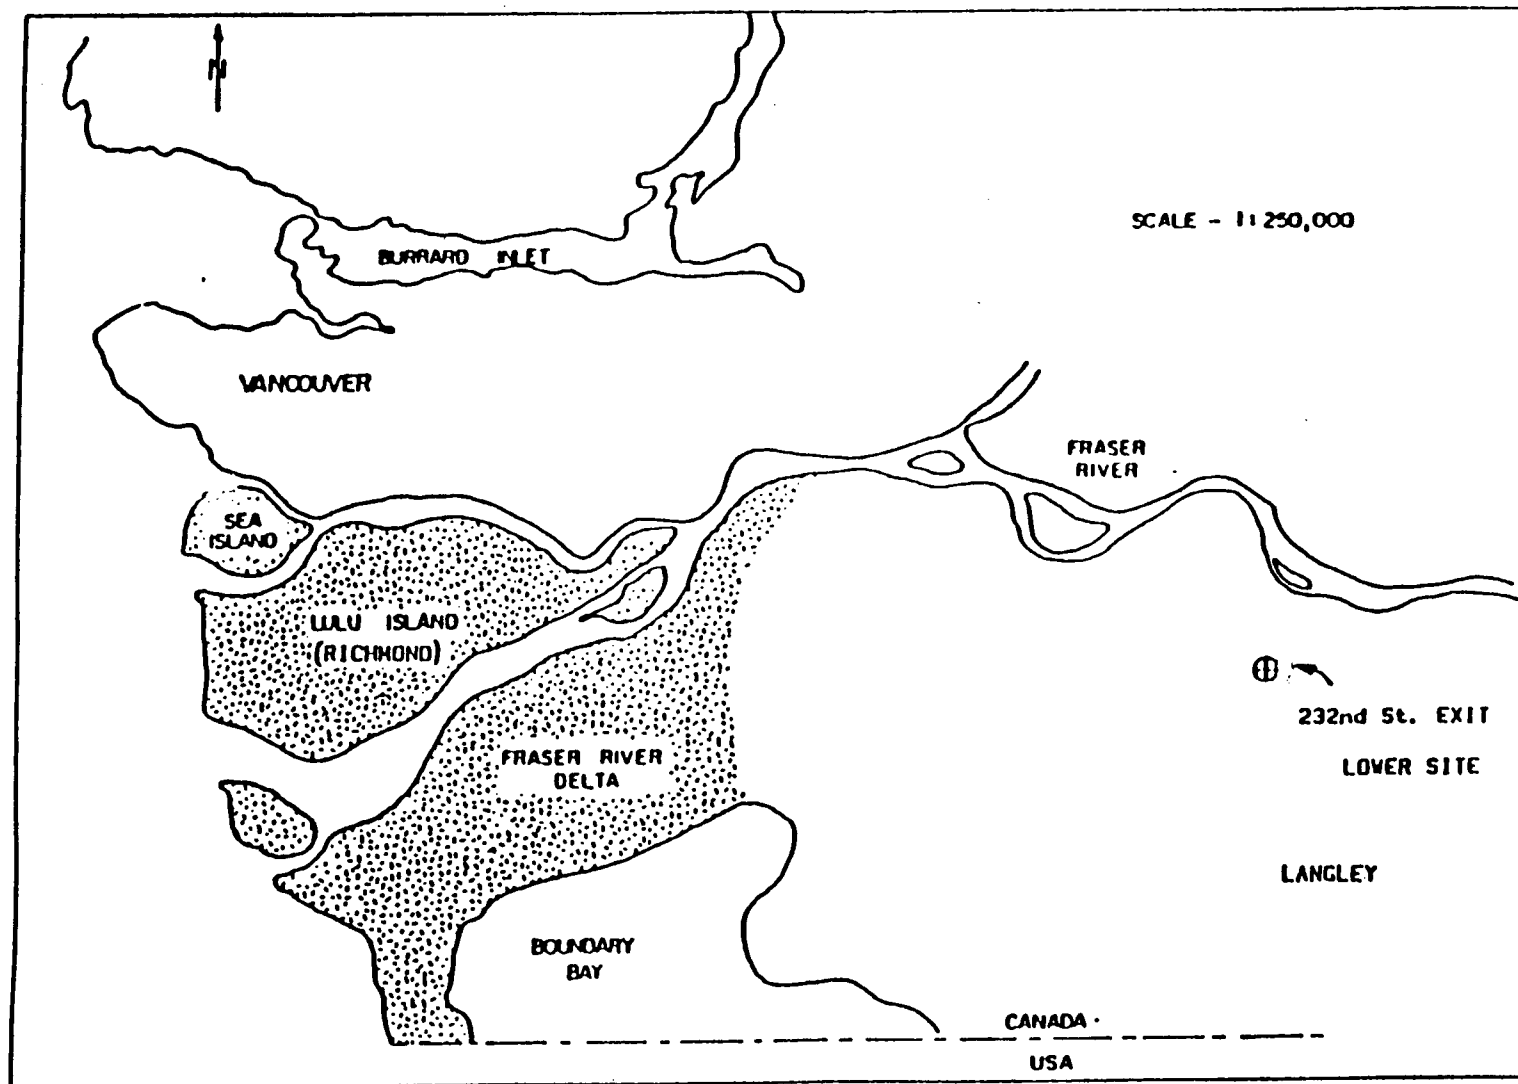 N
SCALE - 1:250,000
BURRARD INLET
VANCOUVER
FRASER
RIVER
SEA
ISLAND
LULU ISLAND
(RICHMOND)
232nd St. EXIT
LOWER SITE
FRASER RIVER
DELTA
LANGLEY
BOUNDARY
BAY
CANADA
USA